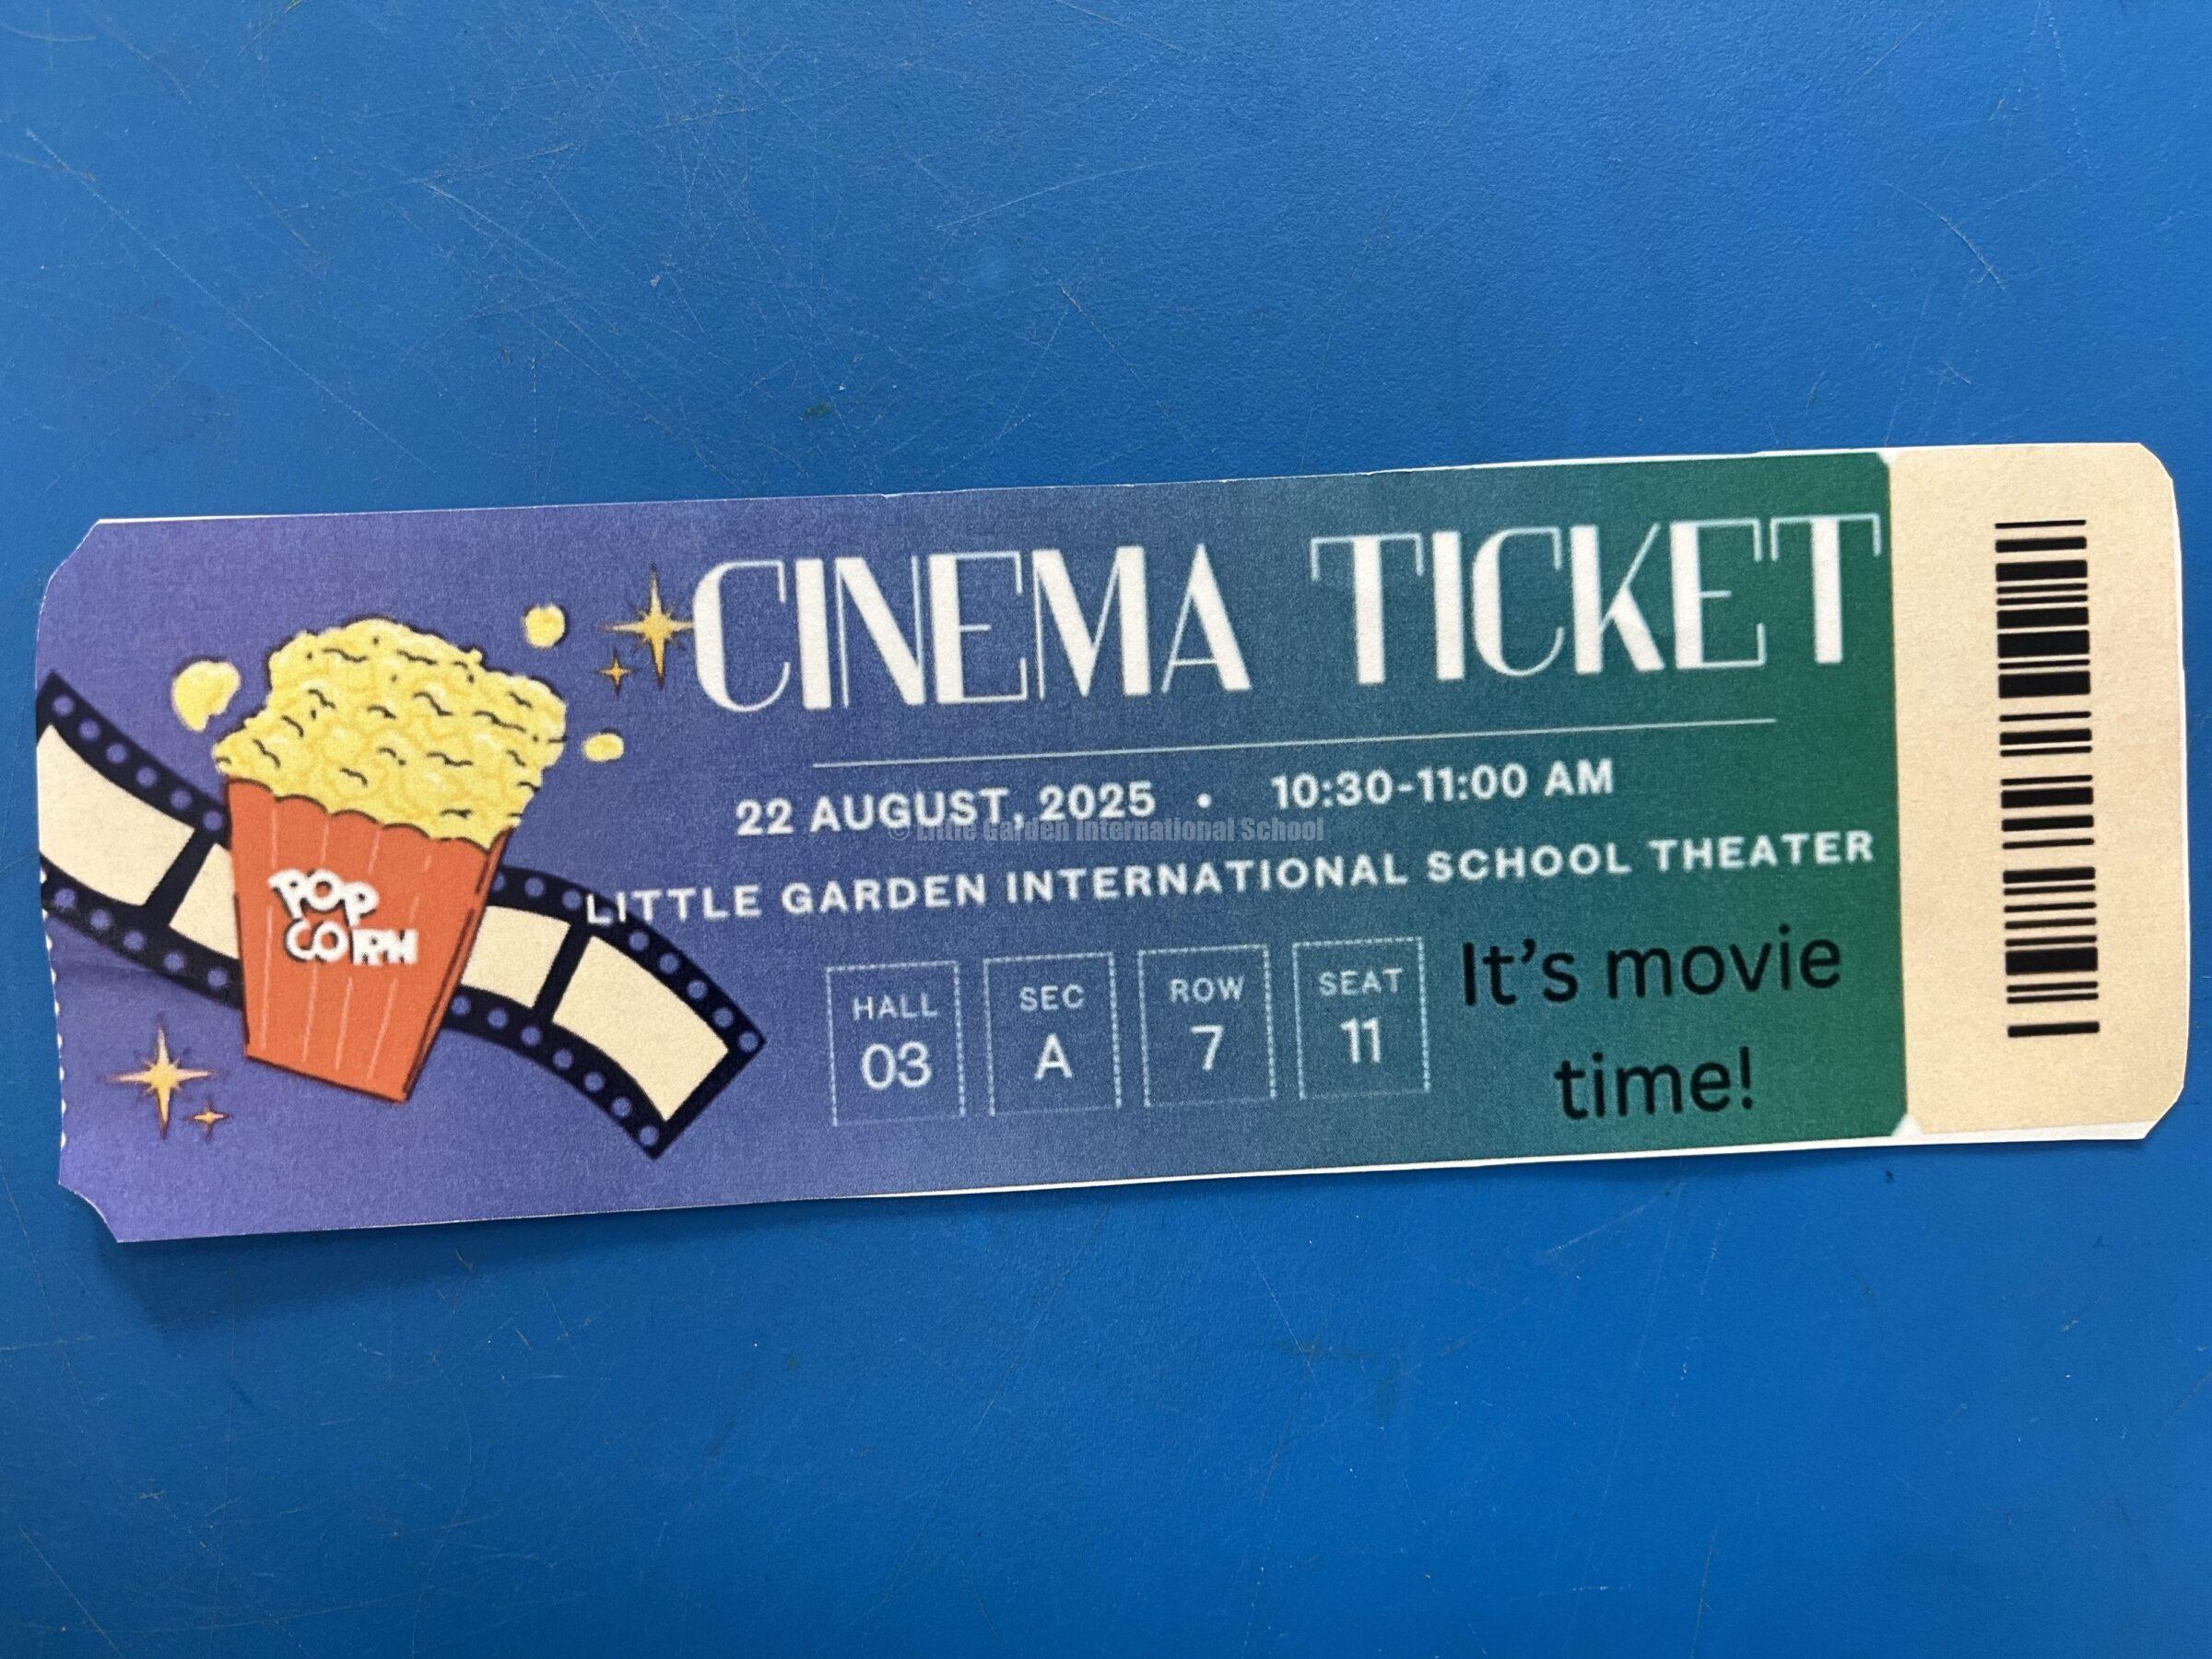 CINEMA TICKET
22 AUGUST, 2025 • 10:30-11:00 AM
© Little Garden International School
LITTLE GARDEN INTERNATIONAL SCHOOL THEATER
POP
CORN
HALL SEC ROW SEAT
03 A 7 11
It's movie
time!